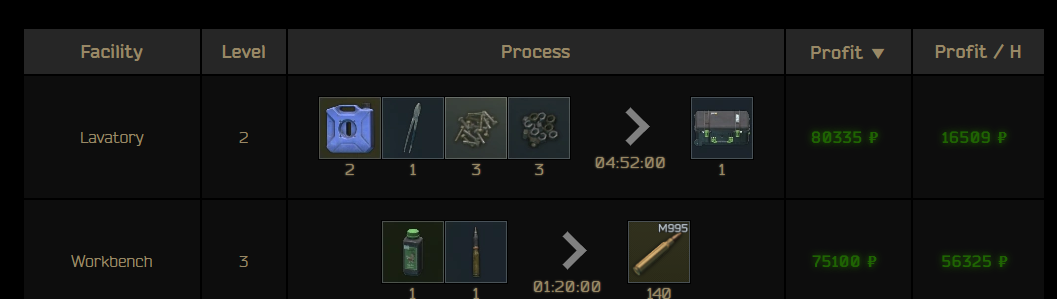 Facility Level Process Profit ▼ Profit / H
Lavatory 2 04:52:00 80335 ₽ 16509 ₽
2 1 3 3 1
M995
Workbench 3 01:20:00 75100 ₽ 56325 ₽
1 1 140